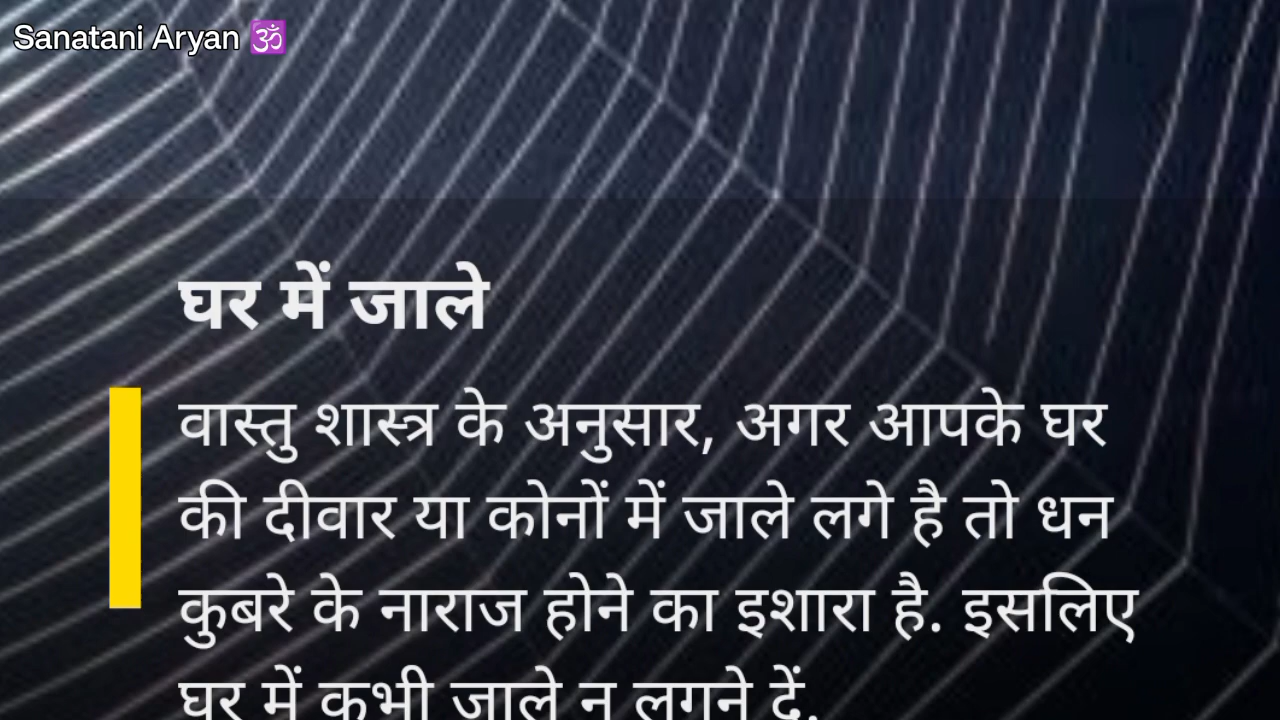 Sanatani Aryan 🕉️
घर में जाले
वास्तु शास्त्र के अनुसार, अगर आपके घर
की दीवार या कोनों में जाले लगे है तो धन
कुबरे के नाराज होने का इशारा है. इसलिए
घर में कभी जाले न लगने दें.